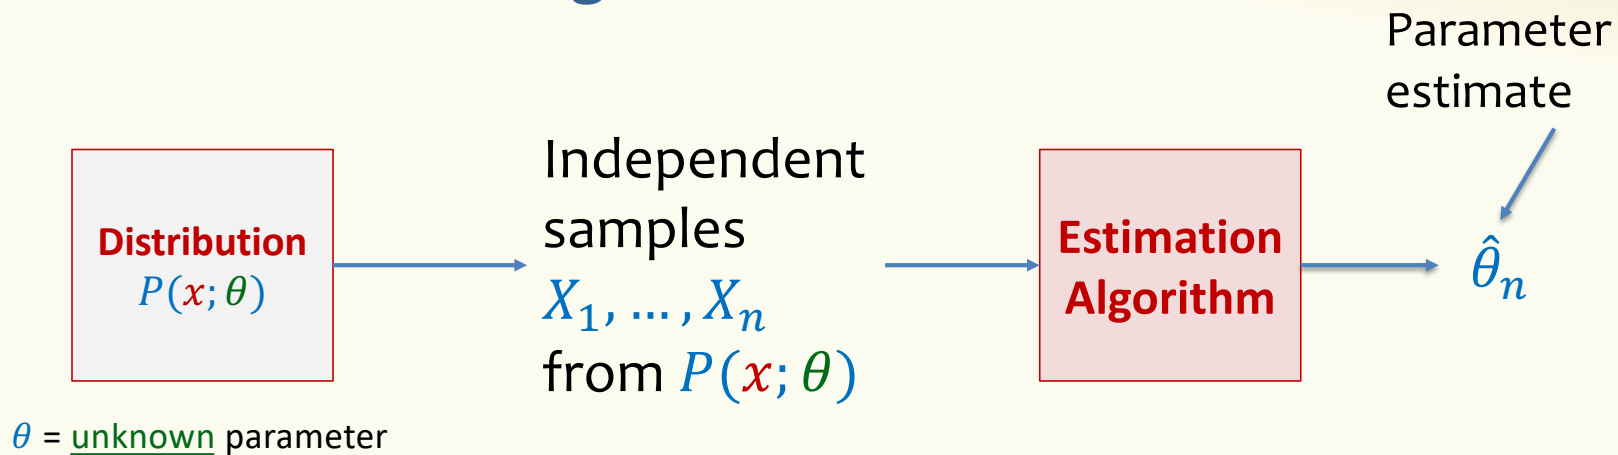 Parameter
estimate
Distribution
P(x; θ)
Independent
samples
X₁, … , Xₙ
from P(x; θ)
Estimation
Algorithm
θ̂ₙ
θ = unknown parameter